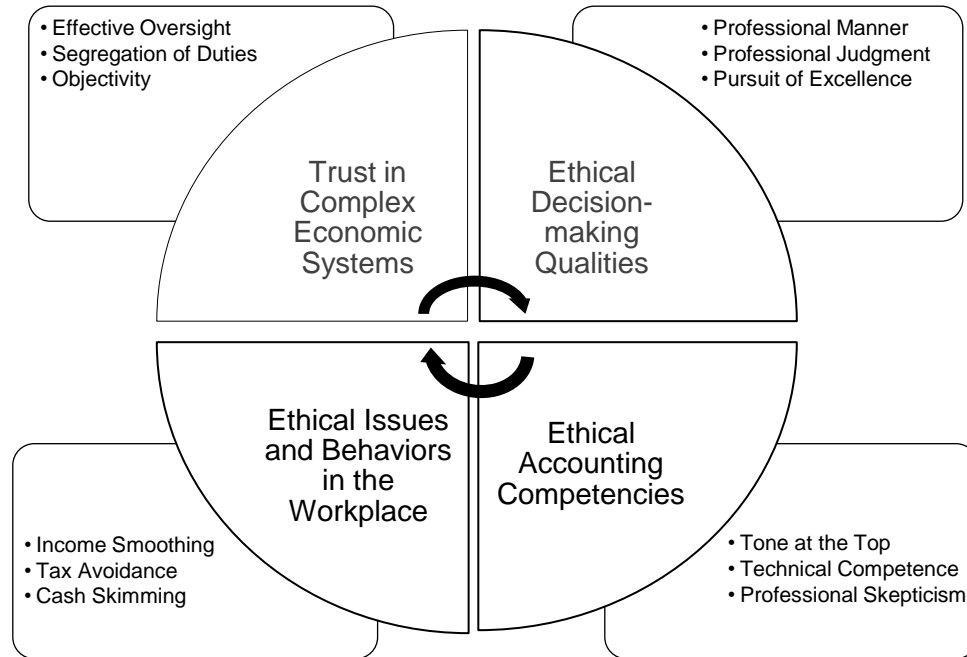 • Effective Oversight
• Segregation of Duties
• Objectivity
• Professional Manner
• Professional Judgment
• Pursuit of Excellence
Trust in
Complex
Economic
Systems
Ethical
Decision-
making
Qualities
Ethical Issues
and Behaviors
in the
Workplace
Ethical
Accounting
Competencies
• Income Smoothing
• Tax Avoidance
• Cash Skimming
• Tone at the Top
• Technical Competence
• Professional Skepticism